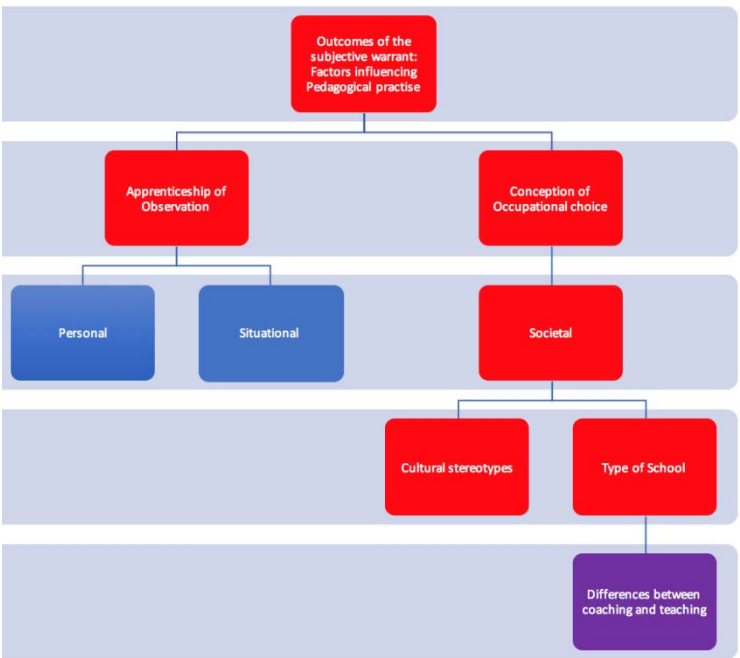 Outcomes of the
subjective warrant:
Factors influencing
Pedagogical practise
Apprenticeship of
Observation
Conception of
Occupational choice
Personal
Situational
Societal
Cultural stereotypes
Type of School
Differences between
coaching and teaching